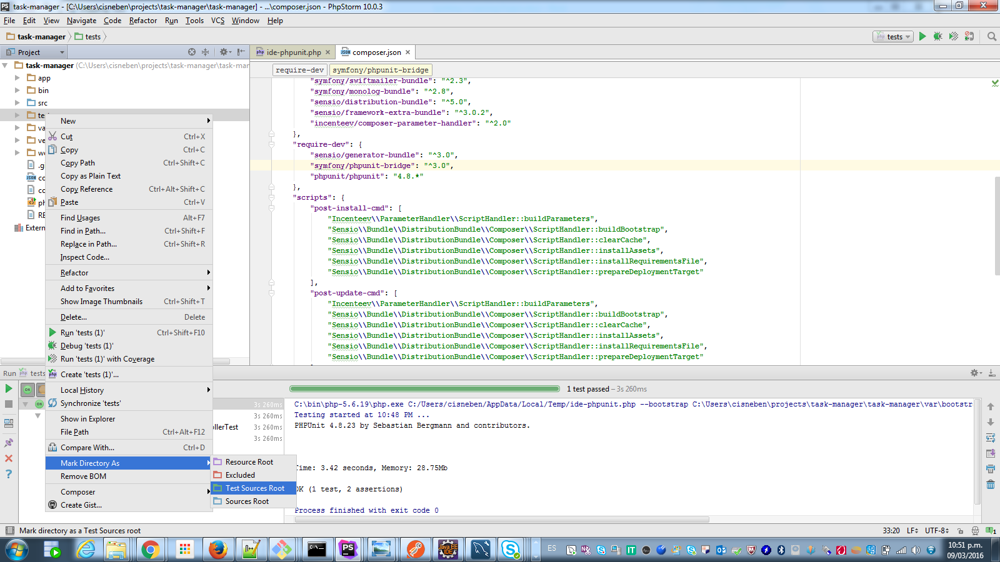 task-manager - [C:\Users\cisneben\projects\task-manager\task-manager] - ...\composer.json - PhpStorm 10.0.3
File Edit View Navigate Code Refactor Run Tools VCS Window Help
task-manager tests
tests
Project
ide-phpunit.php composer.json
task-manager (C:\Users\cisneben\projects\task-manager\task-man
require-dev symfony/phpunit-bridge
app
bin
src
te
va
ve
we
.g
co
co
ph
RE
Extern
"symfony/swiftmailer-bundle": "^2.3",
"symfony/monolog-bundle": "^2.8",
"sensio/distribution-bundle": "^5.0",
"sensio/framework-extra-bundle": "^3.0.2",
"incenteev/composer-parameter-handler": "^2.0"
},
"require-dev": {
"sensio/generator-bundle": "^3.0",
"symfony/phpunit-bridge": "^3.0",
"phpunit/phpunit": "4.8.*"
},
"scripts": {
"post-install-cmd": [
"Incenteev\\ParameterHandler\\ScriptHandler::buildParameters",
"Sensio\\Bundle\\DistributionBundle\\Composer\\ScriptHandler::buildBootstrap",
"Sensio\\Bundle\\DistributionBundle\\Composer\\ScriptHandler::clearCache",
"Sensio\\Bundle\\DistributionBundle\\Composer\\ScriptHandler::installAssets",
"Sensio\\Bundle\\DistributionBundle\\Composer\\ScriptHandler::installRequirementsFile",
"Sensio\\Bundle\\DistributionBundle\\Composer\\ScriptHandler::prepareDeploymentTarget"
],
"post-update-cmd": [
"Incenteev\\ParameterHandler\\ScriptHandler::buildParameters",
"Sensio\\Bundle\\DistributionBundle\\Composer\\ScriptHandler::buildBootstrap",
"Sensio\\Bundle\\DistributionBundle\\Composer\\ScriptHandler::clearCache",
"Sensio\\Bundle\\DistributionBundle\\Composer\\ScriptHandler::installAssets",
"Sensio\\Bundle\\DistributionBundle\\Composer\\ScriptHandler::installRequirementsFile",
"Sensio\\Bundle\\DistributionBundle\\Composer\\ScriptHandler::prepareDeploymentTarget"
New
Cut Ctrl+X
Copy Ctrl+C
Copy Path Ctrl+Shift+C
Copy as Plain Text
Copy Reference Ctrl+Alt+Shift+C
Paste Ctrl+V
Find Usages Alt+F7
Find in Path... Ctrl+Shift+F
Replace in Path... Ctrl+Shift+R
Inspect Code...
Refactor
Add to Favorites
Show Image Thumbnails Ctrl+Shift+T
Delete... Delete
Run 'tests (1)' Ctrl+Shift+F10
Debug 'tests (1)'
Run 'tests (1)' with Coverage
Create 'tests (1)'...
Local History
Synchronize 'tests'
Show in Explorer
File Path Ctrl+Alt+F12
Compare With... Ctrl+D
Mark Directory As
Remove BOM
Composer
Create Gist...
Resource Root
Excluded
Test Sources Root
Sources Root
Run tests
3s 260ms
3s 260ms
ollerTest 3s 260ms
3s 260ms
1 test passed – 3s 260ms
C:\bin\php-5.6.19\php.exe C:/Users/cisneben/AppData/Local/Temp/ide-phpunit.php --bootstrap C:\Users\cisneben\projects\task-manager\task-manager\var\bootstr
Testing started at 10:48 PM ...
PHPUnit 4.8.23 by Sebastian Bergmann and contributors.
Time: 3.42 seconds, Memory: 28.75Mb
OK (1 test, 2 assertions)
Process finished with exit code 0
Mark directory as a Test Sources root
33:20 LF UTF-8 1
ES
10:51 p.m.
09/03/2016